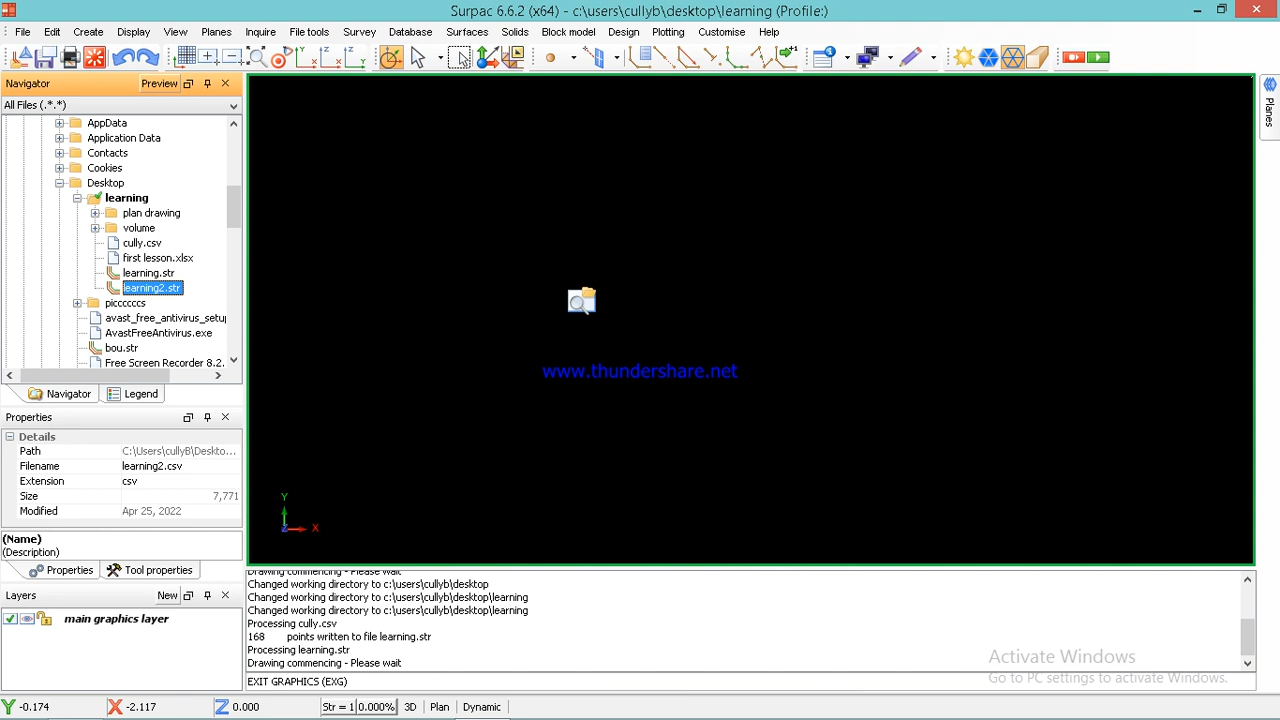 Surpac 6.6.2 (x64) - c:\users\cullyb\desktop\learning (Profile:)
File Edit Create Display View Planes Inquire File tools Survey Database Surfaces Solids Block model Design Plotting Customise Help
Navigator Preview
All Files (*.*)
AppData
Application Data
Contacts
Cookies
Desktop
learning
plan drawing
volume
cully.csv
first lesson.xlsx
learning.str
learning2.str
piccccccs
avast_free_antivirus_setu
AvastFreeAntivirus.exe
bou.str
Free Screen Recorder 8.2.
Navigator Legend
Properties
Details
Path C:\Users\cullyB\Deskto...
Filename learning2.csv
Extension csv
Size 7,771
Modified Apr 25, 2022
(Name)
(Description)
Properties Tool properties
Layers New
main graphics layer
Planes
www.thundershare.net
Y
Z X
Drawing commencing - Please wait
Changed working directory to c:\users\cullyb\desktop
Changed working directory to c:\users\cullyb\desktop\learning
Changed working directory to c:\users\cullyb\desktop\learning
Processing cully.csv
168 points written to file learning.str
Processing learning.str
Drawing commencing - Please wait
EXIT GRAPHICS (EXG)
Activate Windows
Go to PC settings to activate Windows.
Y -0.174 X -2.117 Z 0.000 Str = 1 0.000% 3D Plan Dynamic